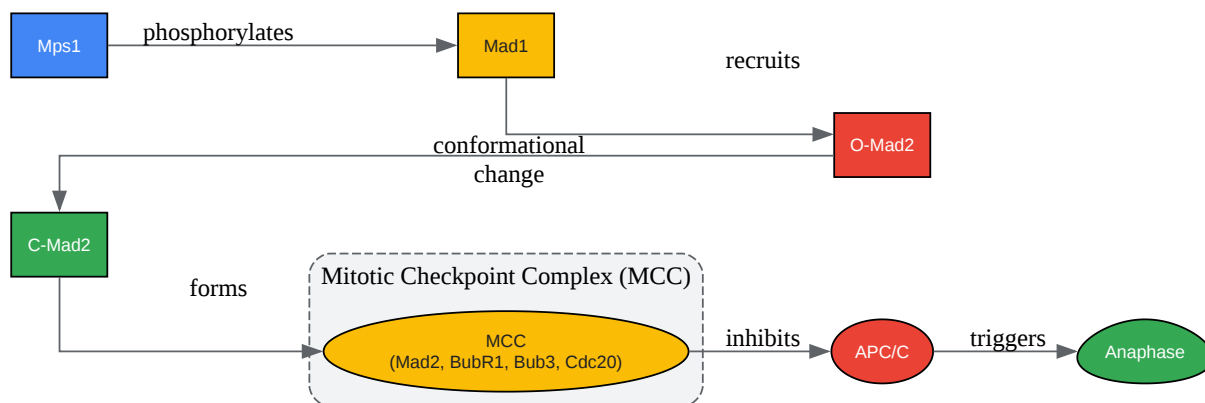 Mps1
phosphorylates
Mad1
recruits
O-Mad2
conformational
change
C-Mad2
forms
Mitotic Checkpoint Complex (MCC)
MCC
(Mad2, BubR1, Bub3, Cdc20)
inhibits
APC/C
triggers
Anaphase